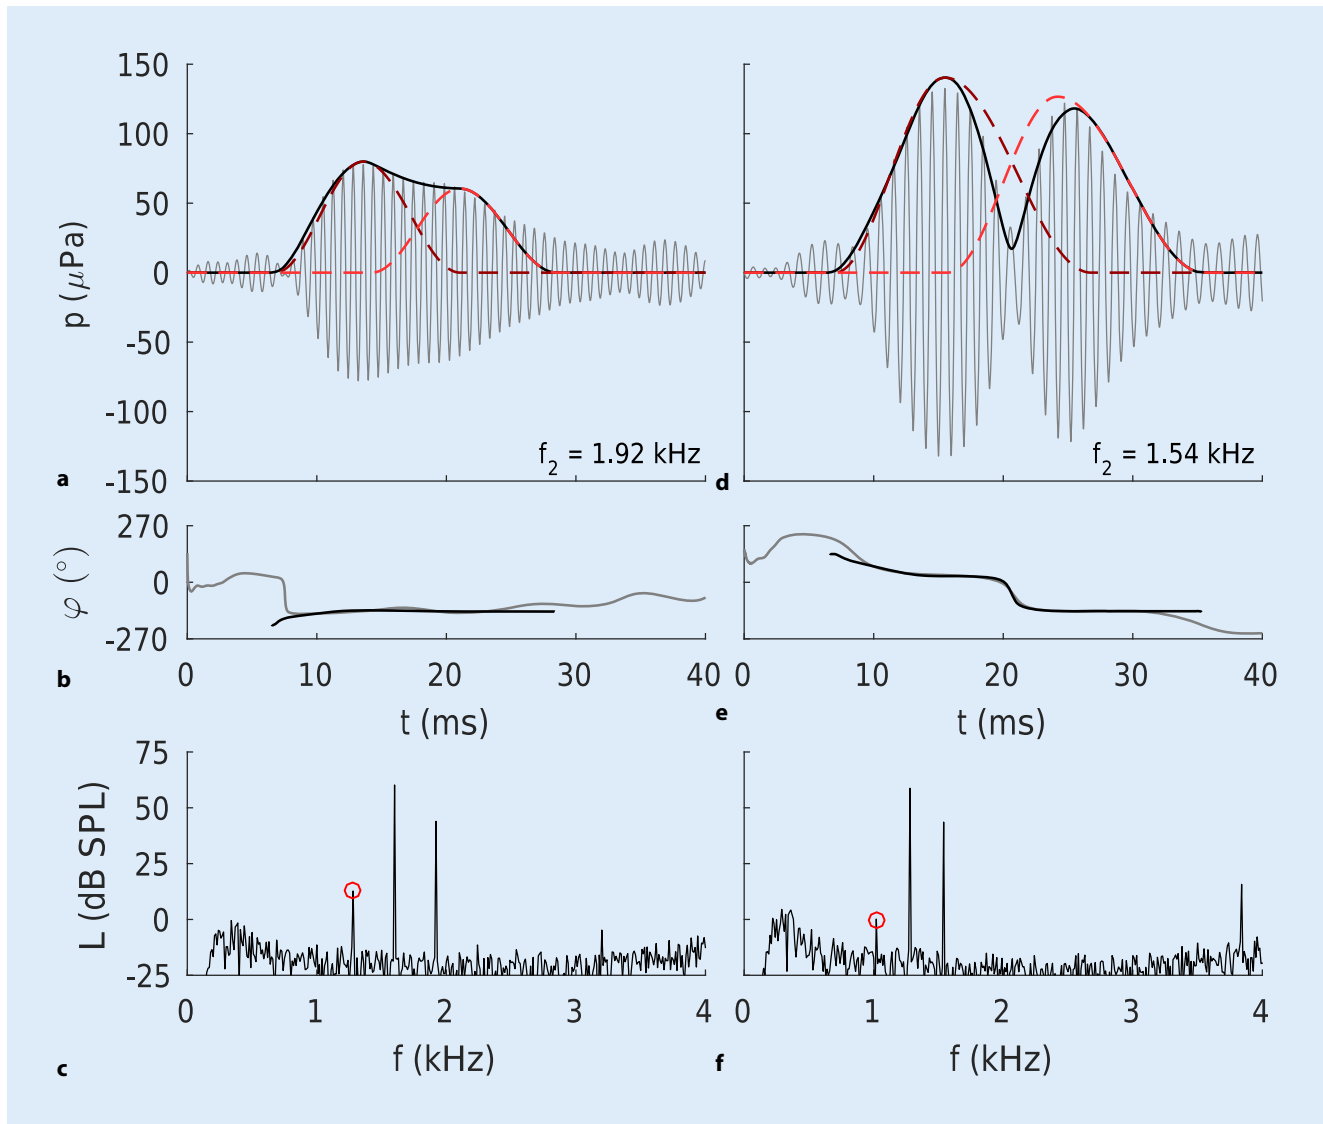 150
100
50
0
-50
-100
-150
p (μPa)
f2 = 1.92 kHz
a
f2 = 1.54 kHz
d
270
0
-270
φ (°)
0 10 20 30 40
t (ms)
b
0 10 20 30 40
t (ms)
e
75
50
25
0
-25
L (dB SPL)
0 1 2 3 4
f (kHz)
c
0 1 2 3 4
f (kHz)
f